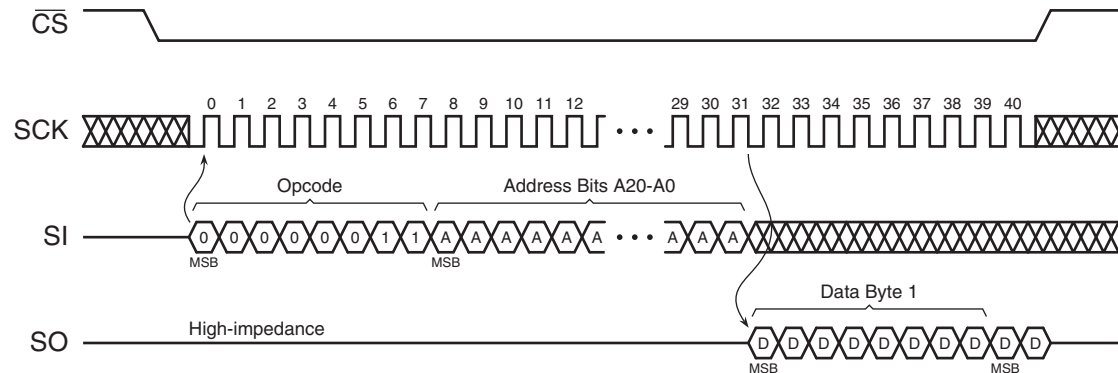 CS
0 1 2 3 4 5 6 7 8 9 10 11 12 29 30 31 32 33 34 35 36 37 38 39 40
SCK
Opcode Address Bits A20-A0
SI 0 0 0 0 0 0 1 1 A A A A A A A A A
MSB MSB
Data Byte 1
High-impedance
SO D D D D D D D D D D
MSB MSB